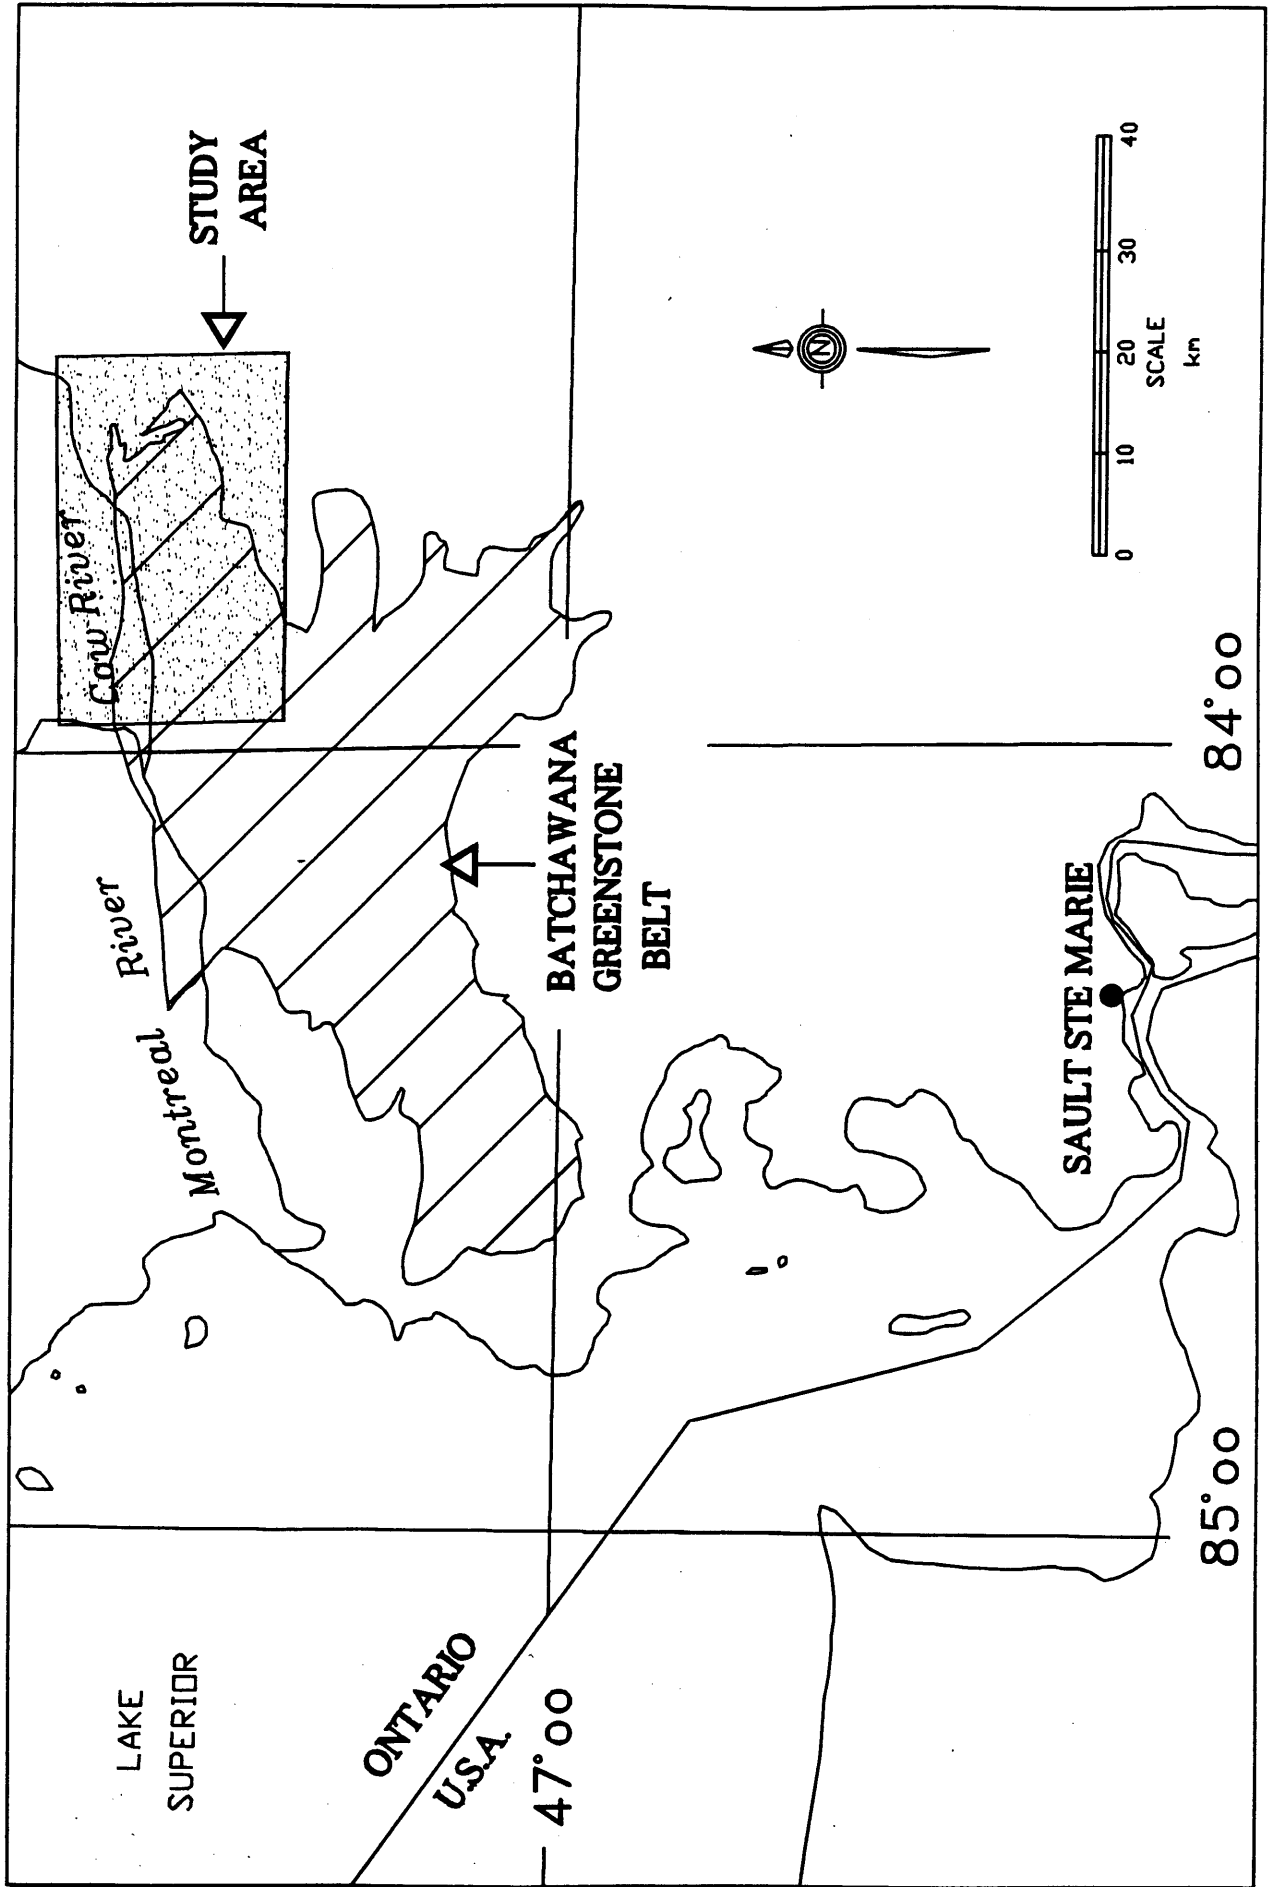 LAKE
SUPERIOR
ONTARIO
U.S.A.
47°00
85°00
Montreal River
Cow River
STUDY
AREA
BATCHAWANA
GREENSTONE
BELT
SAULT STE MARIE
84°00
N
0 10 20 30 40
SCALE
km